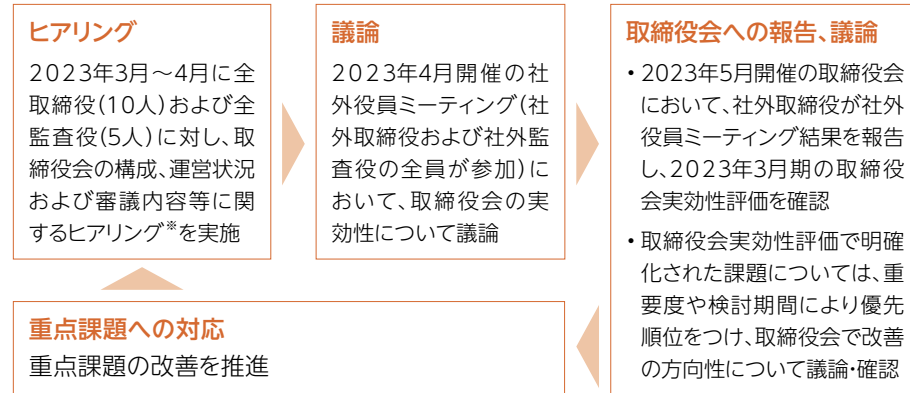 ヒアリング
2023年3月～4月に全
取締役(10人)および全
監査役(5人)に対し、取
締役会の構成、運営状況
および審議内容等に関
するヒアリング※を実施
議論
2023年4月開催の社
外役員ミーティング(社
外取締役および社外監
査役の全員が参加)に
おいて、取締役会の実
効性について議論
取締役会への報告、議論
• 2023年5月開催の取締役会
において、社外取締役が社外
役員ミーティング結果を報告
し、2023年3月期の取締役
会実効性評価を確認
• 取締役会実効性評価で明確
化された課題については、重
要度や検討期間により優先
順位をつけ、取締役会で改善
の方向性について議論・確認
重点課題への対応
重点課題の改善を推進